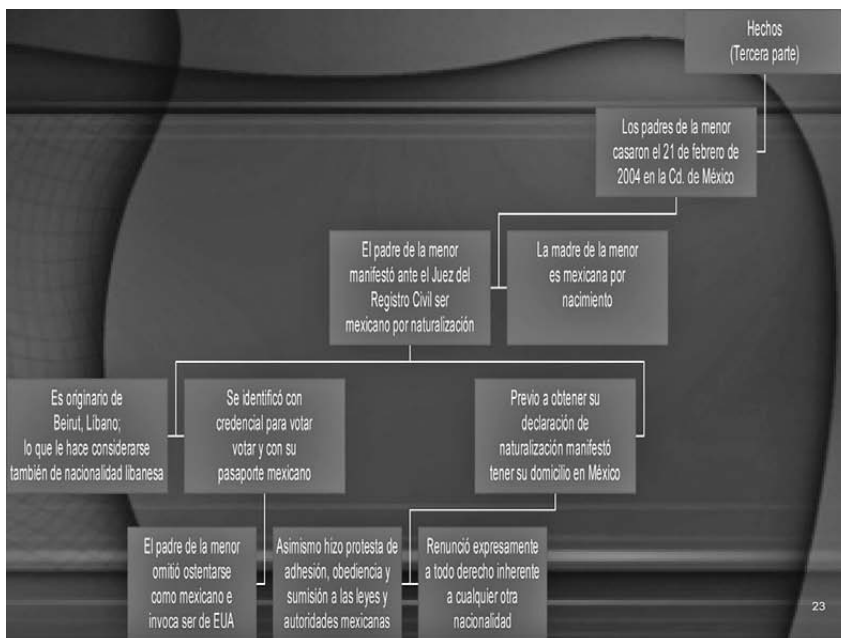 Hechos
(Tercera parte)
Los padres de la menor
casaron el 21 de febrero de
2004 en la Cd. de México
El padre de la menor
manifestó ante el Juez del
Registro Civil ser
mexicano por naturalización
La madre de la menor
es mexicana por
nacimiento
Es originario de
Beirut, Líbano;
lo que le hace considerarse
también de nacionalidad libanesa
Se identificó con
credencial para votar
votar y con su
pasaporte mexicano
Previo a obtener su
declaración de
naturalización manifestó
tener su domicilio en México
El padre de la menor
omitió ostentarse
como mexicano e
invoca ser de EUA
Asimismo hizo protesta de
adhesión, obediencia y
sumisión a las leyes y
autoridades mexicanas
Renunció expresamente
a todo derecho inherente
a cualquier otra
nacionalidad
23